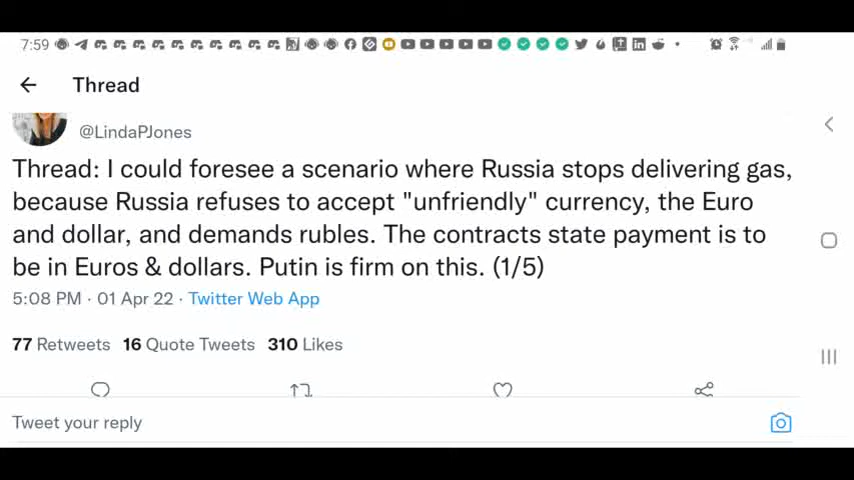 7:59
Thread
@LindaPJones
Thread: I could foresee a scenario where Russia stops delivering gas,
because Russia refuses to accept "unfriendly" currency, the Euro
and dollar, and demands rubles. The contracts state payment is to
be in Euros & dollars. Putin is firm on this. (1/5)
5:08 PM · 01 Apr 22 · Twitter Web App
77 Retweets 16 Quote Tweets 310 Likes
Tweet your reply